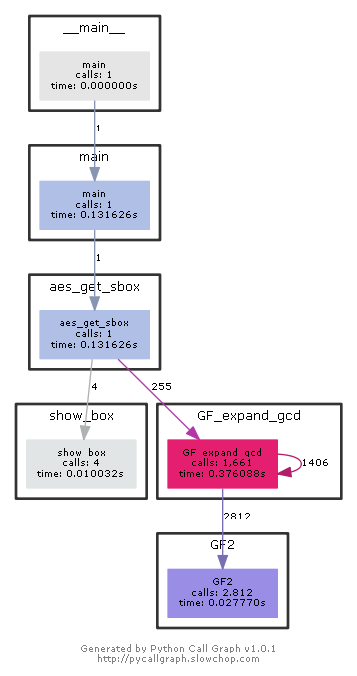 __main__
main
calls: 1
time: 0.000000s
1
main
main
calls: 1
time: 0.131626s
1
aes_get_sbox
aes_get_sbox
calls: 1
time: 0.131626s
4
255
show_box
show_box
calls: 4
time: 0.010032s
GF_expand_gcd
GF_expand_gcd
calls: 1,661
time: 0.376088s
1406
2812
GF2
GF2
calls: 2,812
time: 0.027770s
Generated by Python Call Graph v1.0.1
http://pycallgraph.slowchop.com